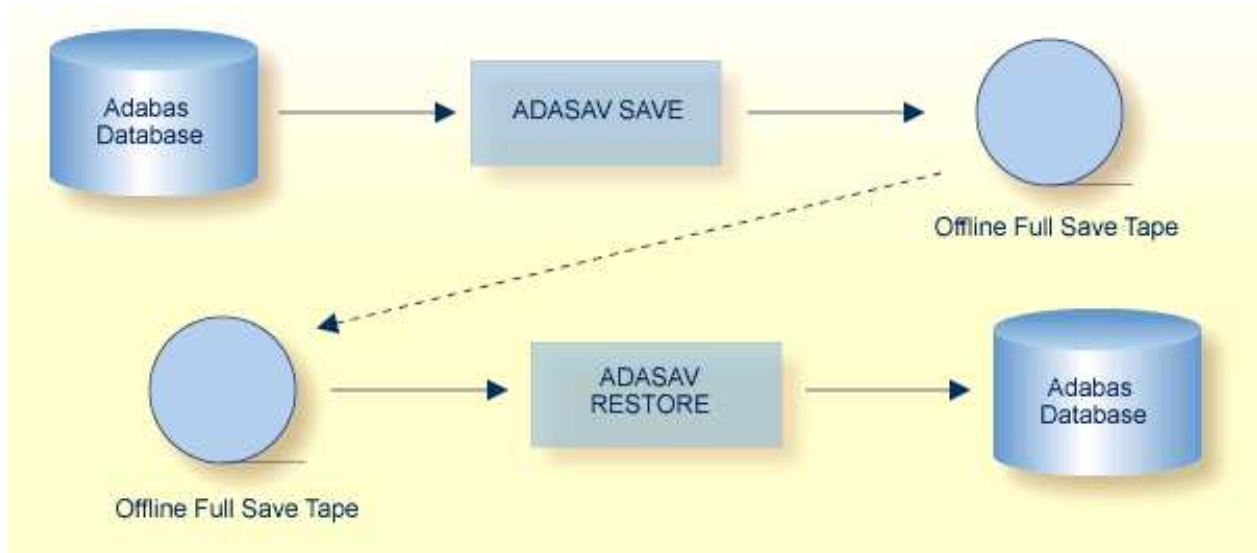 Adabas
Database
ADASAV SAVE
Offline Full Save Tape
ADASAV
RESTORE
Adabas
Database
Offline Full Save Tape